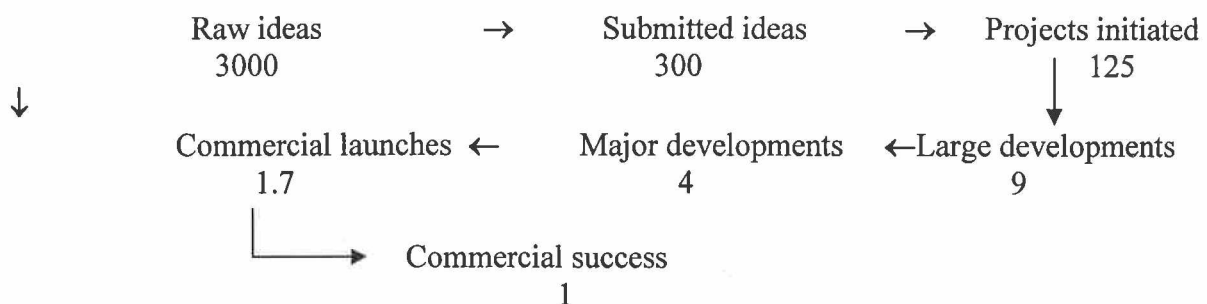 Raw ideas → Submitted ideas → Projects initiated
3000 300 125
↓
Commercial launches ← Major developments ←Large developments
1.7 4 9
Commercial success
1